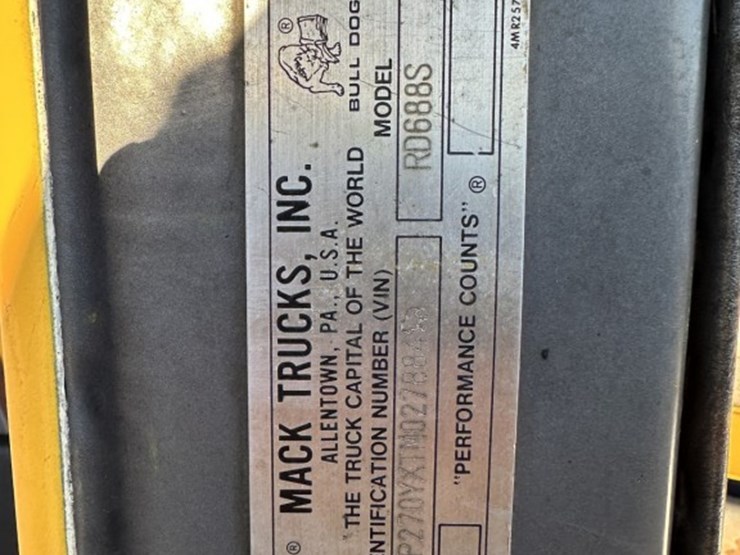 ® MACK TRUCKS, INC. ®
ALLENTOWN, PA., U.S.A.
"THE TRUCK CAPITAL OF THE WORLD BULL DOG
NTIFICATION NUMBER (VIN) MODEL
RD688S
"PERFORMANCE COUNTS" ®
4MR257